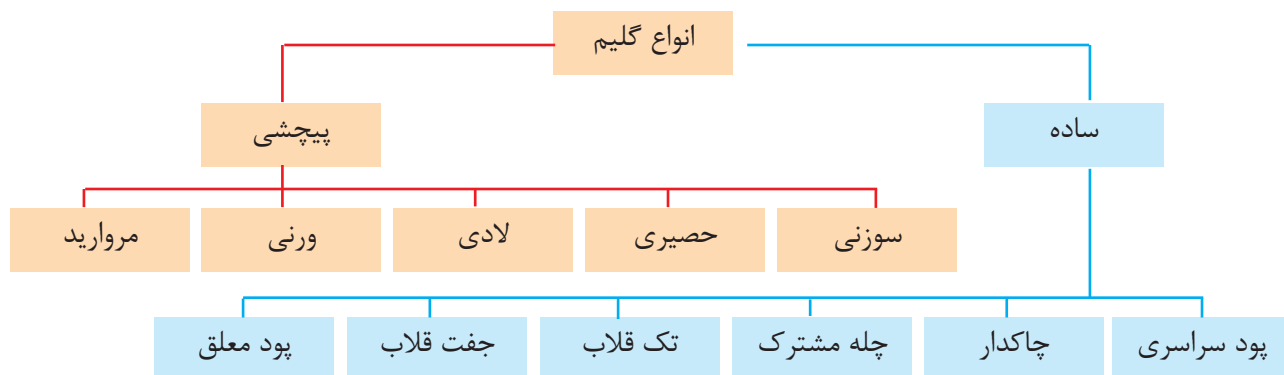 انواع گلیم
ساده
پیچشی
سوزنی
حصیری
لادی
ورنی
مروارید
پود سراسری
چاکدار
چله مشترک
تک قلاب
جفت قلاب
پود معلق